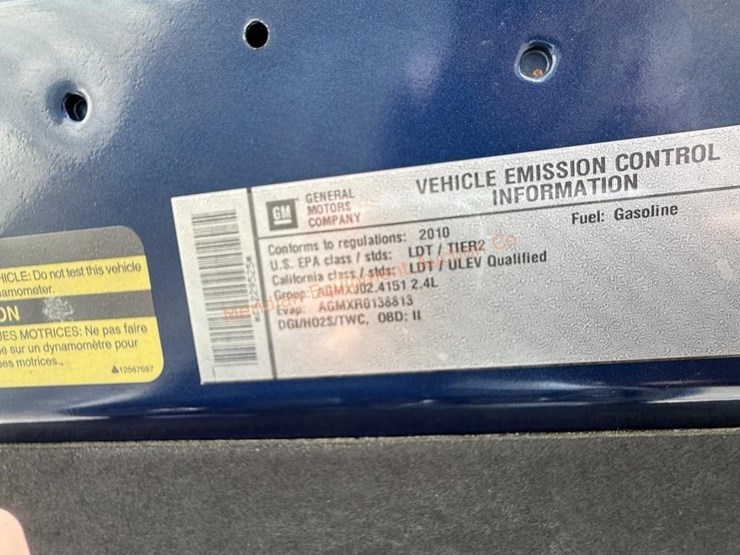 HICLE: Do not test this vehicle
amometer.
ON
ES MOTRICES: Ne pas faire
e sur un dynamomètre pour
es motrices.
12567697
GM
GENERAL
MOTORS
COMPANY
VEHICLE EMISSION CONTROL
INFORMATION
Conforms to regulations: 2010
Fuel: Gasoline
U.S. EPA class / stds: LDT / TIER2
California class / stds: LDT / ULEV Qualified
Group: AGMXJ02.4151 2.4L
Evap: AGMXR0138813
DGI/HO2S/TWC, OBD: II